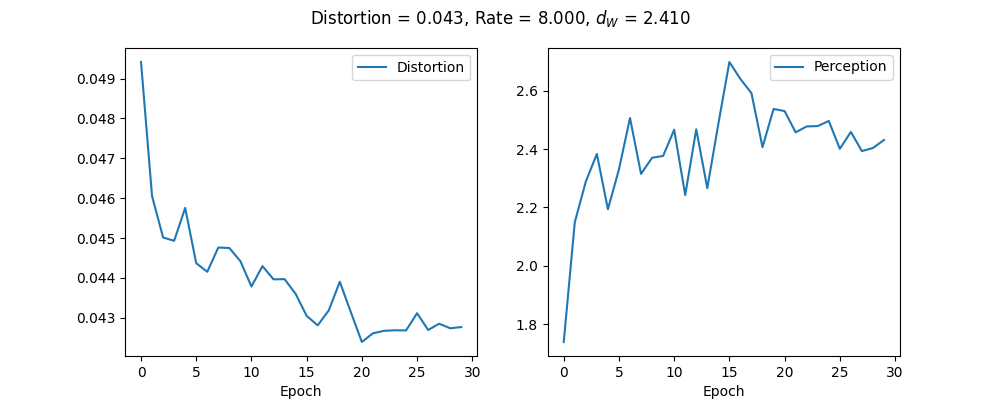 Distortion = 0.043, Rate = 8.000, d_W = 2.410
Distortion
0.049
0.048
0.047
0.046
0.045
0.044
0.043
0 5 10 15 20 25 30
Epoch
Perception
2.6
2.4
2.2
2.0
1.8
0 5 10 15 20 25 30
Epoch